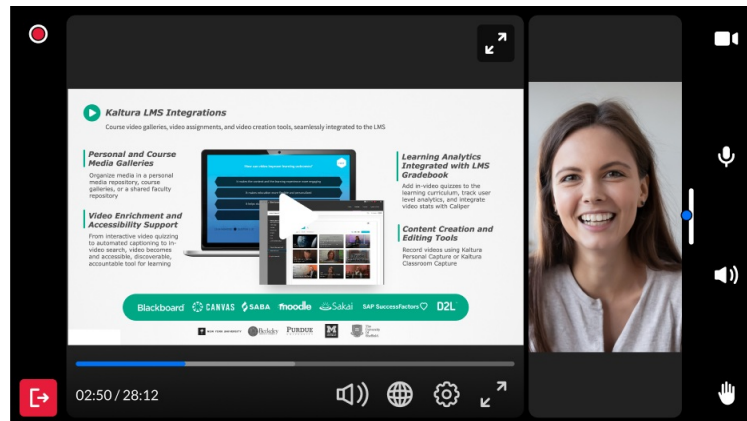 Kaltura LMS Integrations
Course video galleries, video assignments, and video creation tools, seamlessly integrated to the LMS
Personal and Course
Media Galleries
Organize media in a personal
media repository, course
galleries, or a shared faculty
repository
Video Enrichment and
Accessibility Support
From interactive video quizzing
to automated captioning to in-
video search, video becomes
and accessible, discoverable,
accountable tool for learning
Learning Analytics
Integrated with LMS
Gradebook
Add in-video quizzes to the
learning curriculum, track user
level analytics, and integrate
video stats with Caliper
Content Creation and
Editing Tools
Record videos using Kaltura
Personal Capture or Kaltura
Classroom Capture
Blackboard CANVAS SABA moodle Sakai SAP SuccessFactors D2L
NEW YORK UNIVERSITY Berkeley PURDUE M
02:50 / 28:12